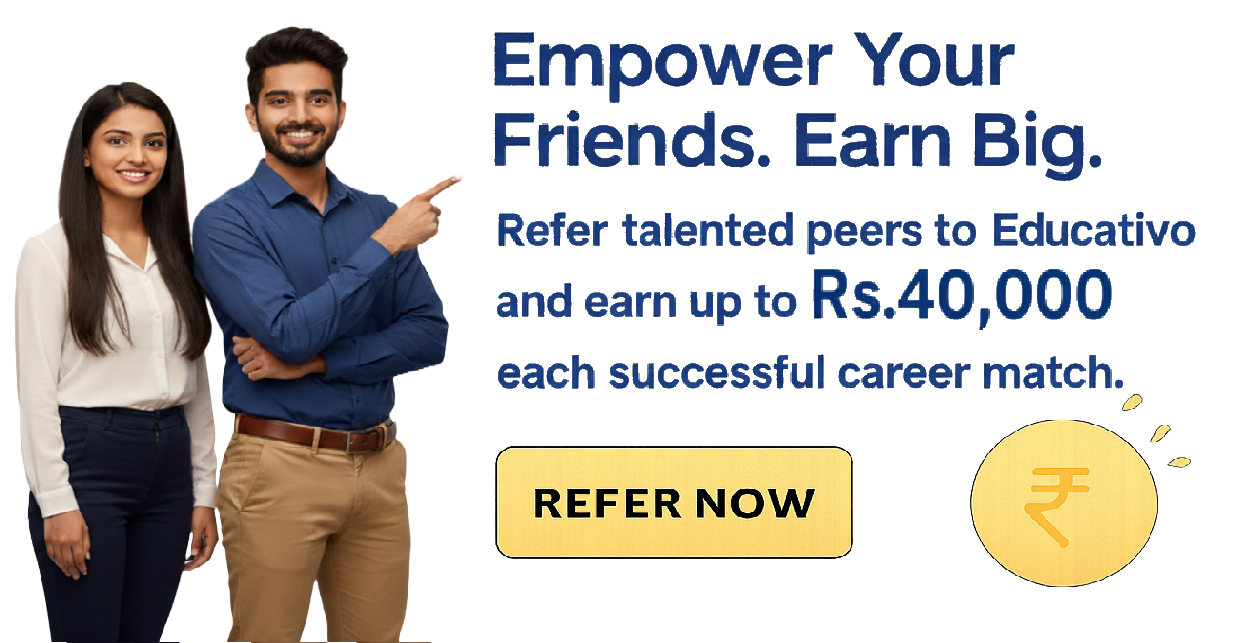 Empower Your
Friends. Earn Big.
Refer talented peers to Educativo
and earn up to Rs.40,000
each successful career match.
REFER NOW
₹